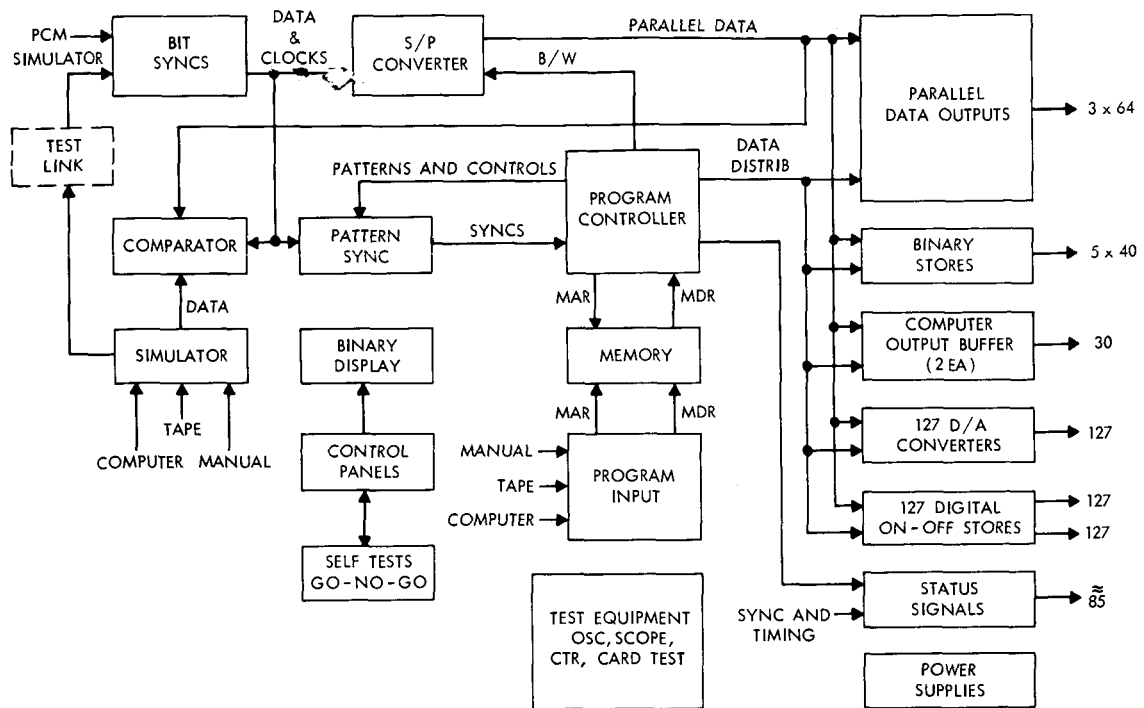 PCM
SIMULATOR
BIT
SYNCS
DATA
&
CLOCKS
S/P
CONVERTER
PARALLEL DATA
B/W
PARALLEL
DATA OUTPUTS
3 x 64
TEST
LINK
PATTERNS AND CONTROLS
PROGRAM
CONTROLLER
DATA
DISTRIB
COMPARATOR
PATTERN
SYNC
SYNCS
BINARY
STORES
5 x 40
DATA
MAR
MDR
SIMULATOR
BINARY
DISPLAY
MEMORY
COMPUTER
OUTPUT BUFFER
(2 EA)
30
TAPE
COMPUTER
MANUAL
MAR
MDR
CONTROL
PANELS
MANUAL
TAPE
COMPUTER
PROGRAM
INPUT
127 D/A
CONVERTERS
127
127 DIGITAL
ON-OFF STORES
127
127
SELF TESTS
GO-NO-GO
TEST EQUIPMENT
OSC, SCOPE,
CTR, CARD TEST
SYNC AND
TIMING
STATUS
SIGNALS
≈
85
POWER
SUPPLIES